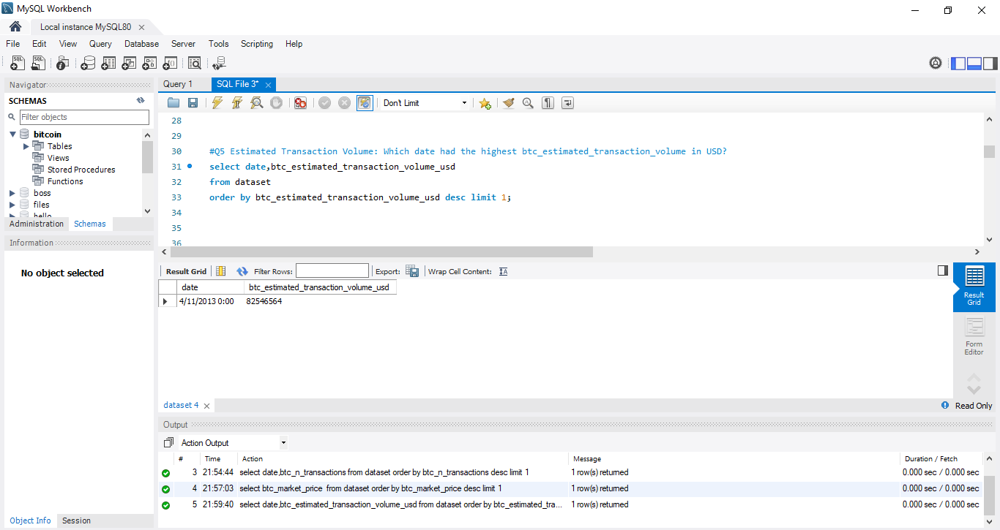 MySQL Workbench
Local instance MySQL80
File Edit View Query Database Server Tools Scripting Help
Navigator
SCHEMAS
Filter objects
bitcoin
Tables
Views
Stored Procedures
Functions
boss
files
hello
Administration Schemas
Information
No object selected
Object Info Session
Query 1 SQL File 3*
Don't Limit
28
29
30 #Q5 Estimated Transaction Volume: Which date had the highest btc_estimated_transaction_volume in USD?
31 select date,btc_estimated_transaction_volume_usd
32 from dataset
33 order by btc_estimated_transaction_volume_usd desc limit 1;
34
35
36
Result Grid Filter Rows: Export: Wrap Cell Content:
date btc_estimated_transaction_volume_usd
4/11/2013 0:00 82546564
Result
Grid
Form
Editor
dataset 4
Read Only
Output
Action Output
# Time Action Message Duration / Fetch
3 21:54:44 select date,btc_n_transactions from dataset order by btc_n_transactions desc limit 1 1 row(s) returned 0.000 sec / 0.000 sec
4 21:57:03 select btc_market_price from dataset order by btc_market_price desc limit 1 1 row(s) returned 0.000 sec / 0.000 sec
5 21:59:40 select date,btc_estimated_transaction_volume_usd from dataset order by btc_estimated_tra... 1 row(s) returned 0.000 sec / 0.000 sec